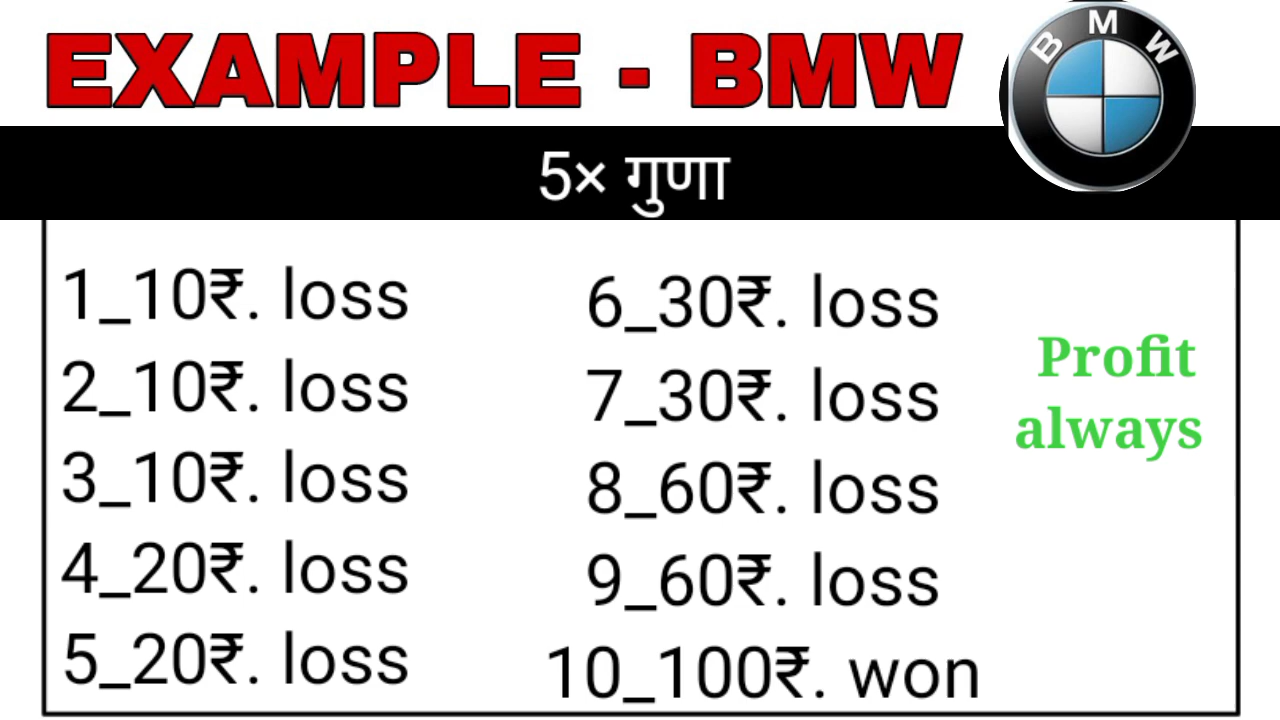 EXAMPLE - BMW
B M W
5× गुणा
1_10₹. loss
2_10₹. loss
3_10₹. loss
4_20₹. loss
5_20₹. loss
6_30₹. loss
7_30₹. loss
8_60₹. loss
9_60₹. loss
10_100₹. won
Profit
always